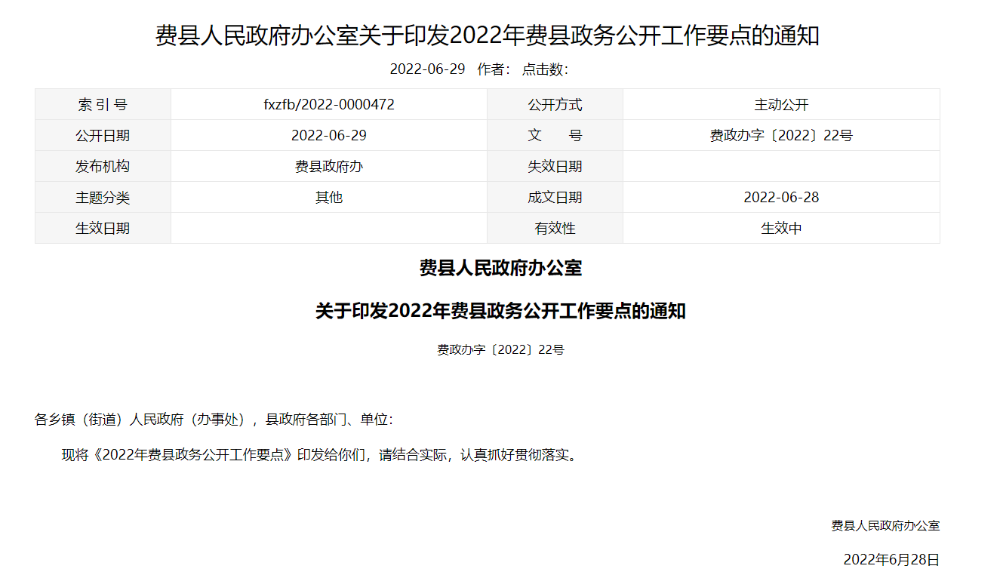 费县人民政府办公室关于印发2022年费县政务公开工作要点的通知
2022-06-29 作者： 点击数：
索 引 号 fxzfb/2022-0000472 公开方式 主动公开
公开日期 2022-06-29 文　　号 费政办字〔2022〕22号
发布机构 费县政府办 失效日期
主题分类 其他 成文日期 2022-06-28
生效日期 有效性 生效中
费县人民政府办公室
关于印发2022年费县政务公开工作要点的通知
费政办字〔2022〕22号
各乡镇（街道）人民政府（办事处），县政府各部门、单位：
现将《2022年费县政务公开工作要点》印发给你们，请结合实际，认真抓好贯彻落实。
费县人民政府办公室
2022年6月28日